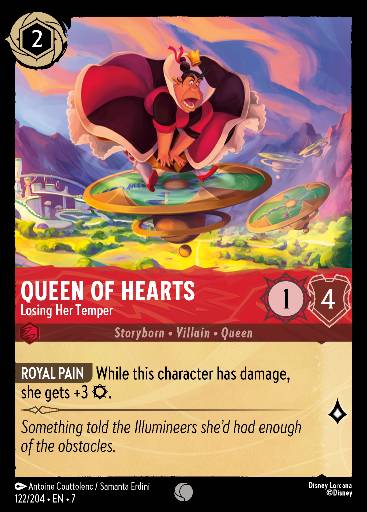 2
QUEEN OF HEARTS
Losing Her Temper
1
4
Storyborn • Villain • Queen
ROYAL PAIN While this character has damage,
she gets +3 .
Something told the Illumineers she'd had enough
of the obstacles.
Antoine Couttolenc / Samanta Erdini
122/204 • EN • 7
Disney Lorcana
©Disney